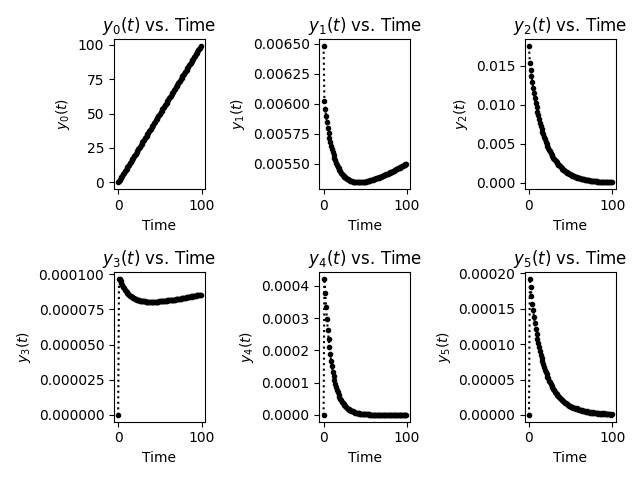 y₀(t) vs. Time
100
75
50
25
0
y₀(t)
0 100
Time
y₁(t) vs. Time
0.00650
0.00625
0.00600
0.00575
0.00550
y₁(t)
0 100
Time
y₂(t) vs. Time
0.015
0.010
0.005
0.000
y₂(t)
0 100
Time
y₃(t) vs. Time
0.000100
0.000075
0.000050
0.000025
0.000000
y₃(t)
0 100
Time
y₄(t) vs. Time
0.0004
0.0003
0.0002
0.0001
0.0000
y₄(t)
0 100
Time
y₅(t) vs. Time
0.00020
0.00015
0.00010
0.00005
0.00000
y₅(t)
0 100
Time